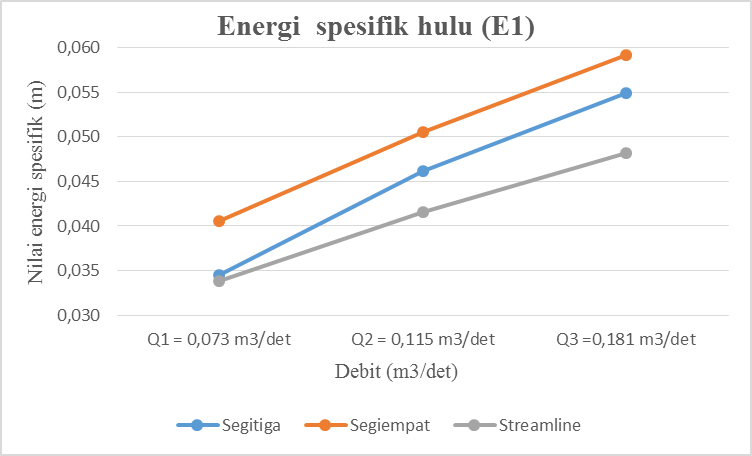 Energi  spesifik hulu (E1)
Nilai energi spesifik (m)
0,060
0,055
0,050
0,045
0,040
0,035
0,030
Q1 = 0,073 m3/det
Q2 = 0,115 m3/det
Q3 =0,181 m3/det
Debit (m3/det)
Segitiga
Segiempat
Streamline